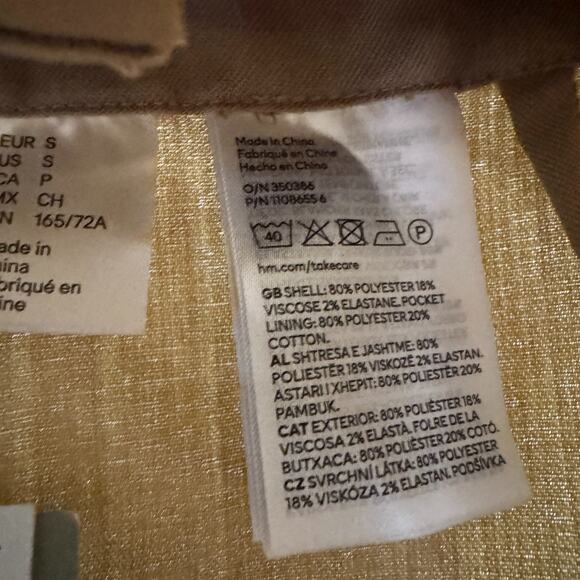 EUR S
US S
CA P
MX CH
N 165/72A
ade in
ina
briqué en
ine
Made in China
Fabriqué en Chine
Hecho en China
O/N 350386
P/N 1108655 6
40
P
hm.com/takecare
GB SHELL: 80% POLYESTER 18%
VISCOSE 2% ELASTANE. POCKET
LINING: 80% POLYESTER 20%
COTTON.
AL SHTRESA E JASHTME: 80%
POLIESTËR 18% VISKOZË 2% ELASTAN.
ASTARI I XHEPIT: 80% POLIESTËR 20%
PAMBUK.
CAT EXTERIOR: 80% POLIÈSTER 18%
VISCOSA 2% ELASTÀ. FOLRE DE LA
BUTXACA: 80% POLIÈSTER 20% COTÓ.
CZ SVRCHNÍ LÁTKA: 80% POLYESTER
18% VISKÓZA 2% ELASTAN. PODŠÍVKA